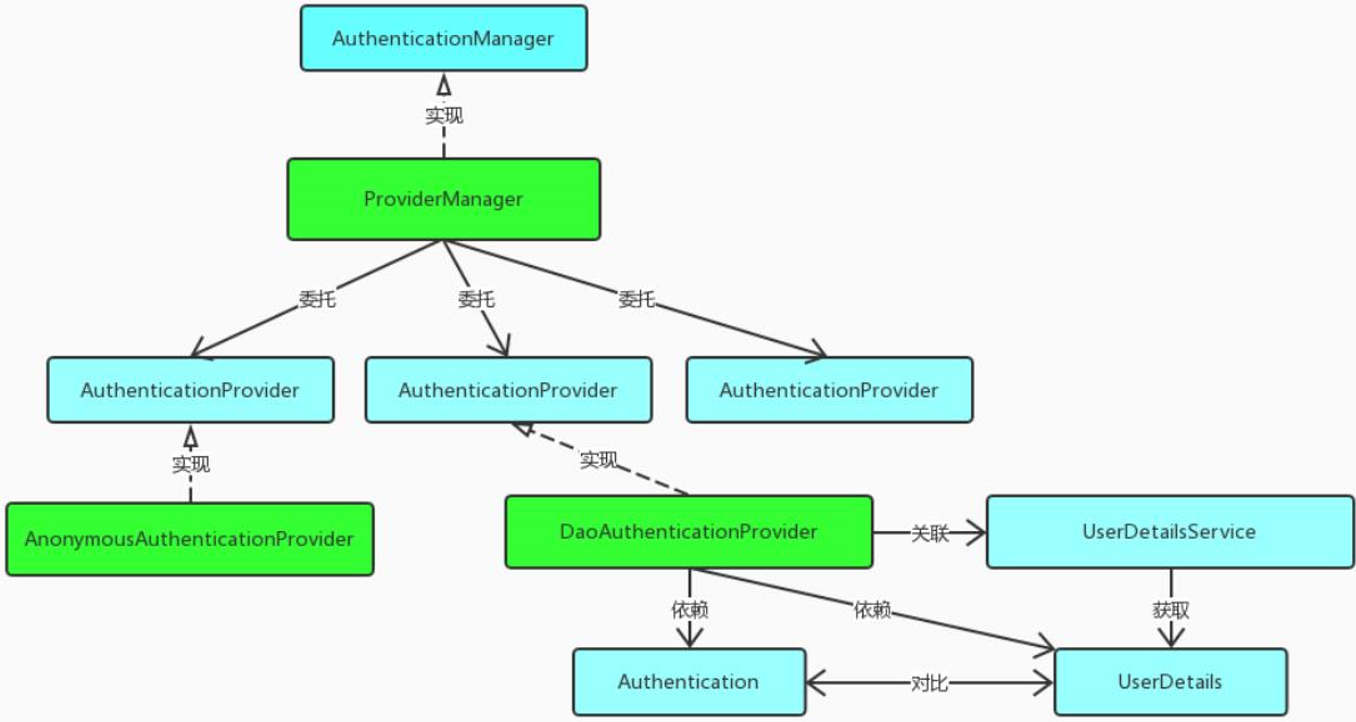 AuthenticationManager
实现
ProviderManager
委托
委托
委托
AuthenticationProvider
AuthenticationProvider
AuthenticationProvider
实现
实现
AnonymousAuthenticationProvider
DaoAuthenticationProvider
关联
UserDetailsService
依赖
依赖
获取
Authentication
对比
UserDetails